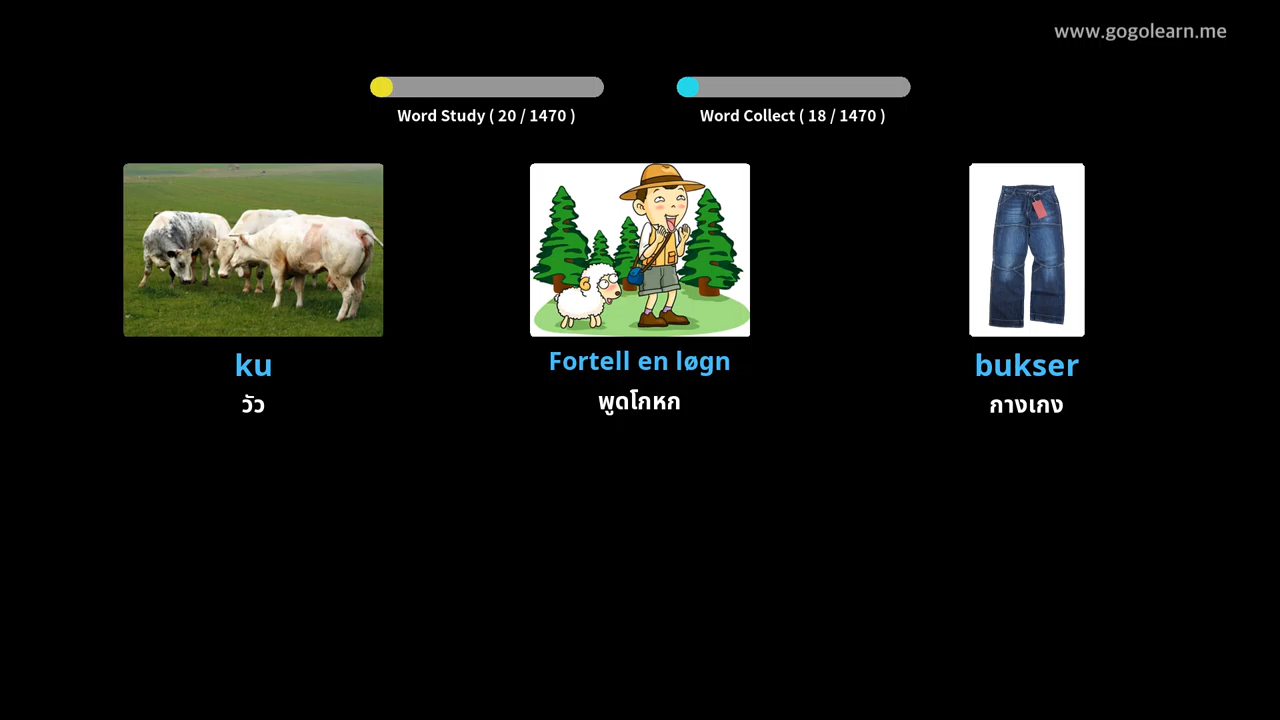 www.gogolearn.me
Word Study ( 20 / 1470 )
Word Collect ( 18 / 1470 )
ku
วัว
Fortell en løgn
พูดโกหก
bukser
กางเกง